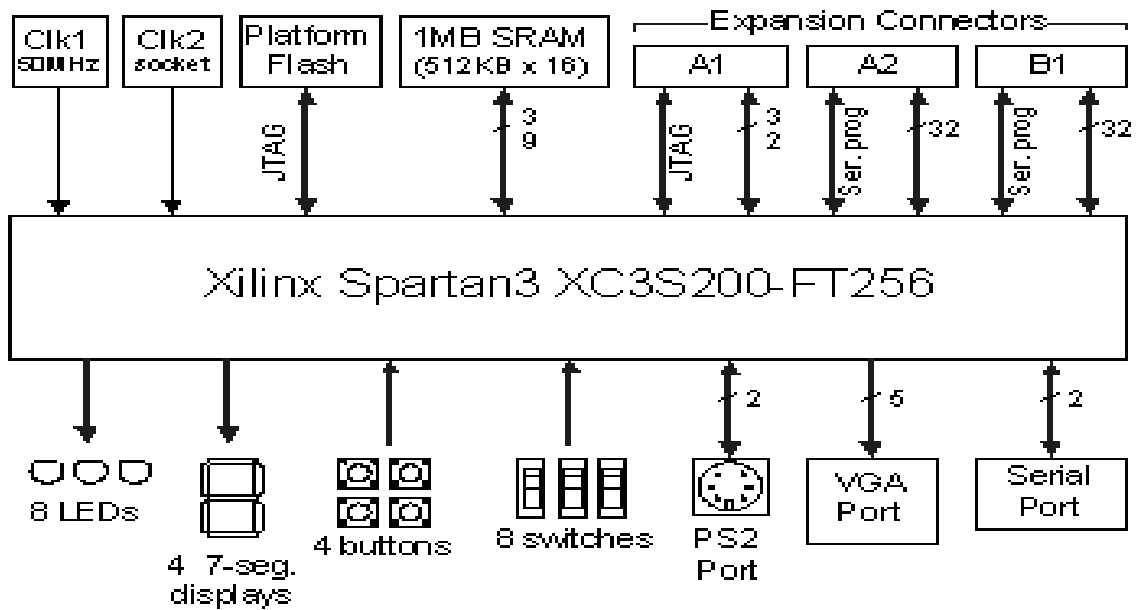 Expansion Connectors
Clk1
50MHz
Clk2
socket
Platform
Flash
1MB SRAM
(512KB x 16)
A1
A2
B1
JTAG
3
9
JTAG
3
2
Ser. prog
32
Ser. prog
32
Xilinx Spartan3 XC3S200-FT256
2
5
2
8 LEDs
4 7-seg.
displays
4 buttons
8 switches
PS2
Port
VGA
Port
Serial
Port